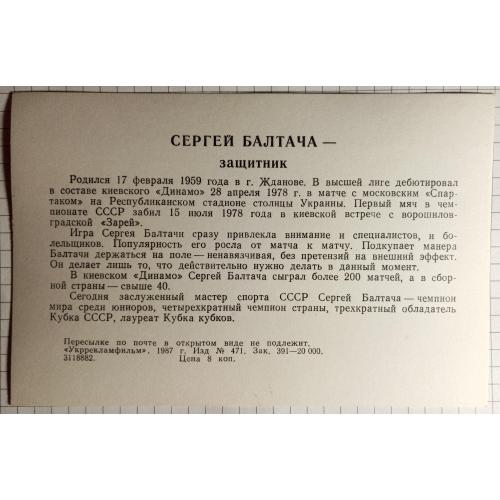 СЕРГЕЙ БАЛТАЧА —
защитник
Родился 17 февраля 1959 года в г. Жданове. В высшей лиге дебютировал
в составе киевского «Динамо» 28 апреля 1978 г. в матче с московским «Спар-
таком» на Республиканском стадионе столицы Украины. Первый мяч в чем-
пионате СССР забил 15 июля 1978 года в киевской встрече с ворошилов-
градской «Зарей».
Игра Сергея Балтачи сразу привлекла внимание и специалистов, и бо-
лельщиков. Популярность его росла от матча к матчу. Подкупает манера
Балтачи держаться на поле — ненавязчивая, без претензий на внешний эффект.
Он делает лишь то, что действительно нужно делать в данный момент.
В киевском «Динамо» Сергей Балтача сыграл более 200 матчей, а в сбор-
ной страны — свыше 40.
Сегодня заслуженный мастер спорта СССР Сергей Балтача — чемпион
мира среди юниоров, четырехкратный чемпион страны, трехкратный обладатель
Кубка СССР, лауреат Кубка кубков.
Пересылке по почте в открытом виде не подлежит.
«Укррекламфильм», 1987 г. Изд № 471. Зак. 391—20 000.
3118882. Цена 8 коп.